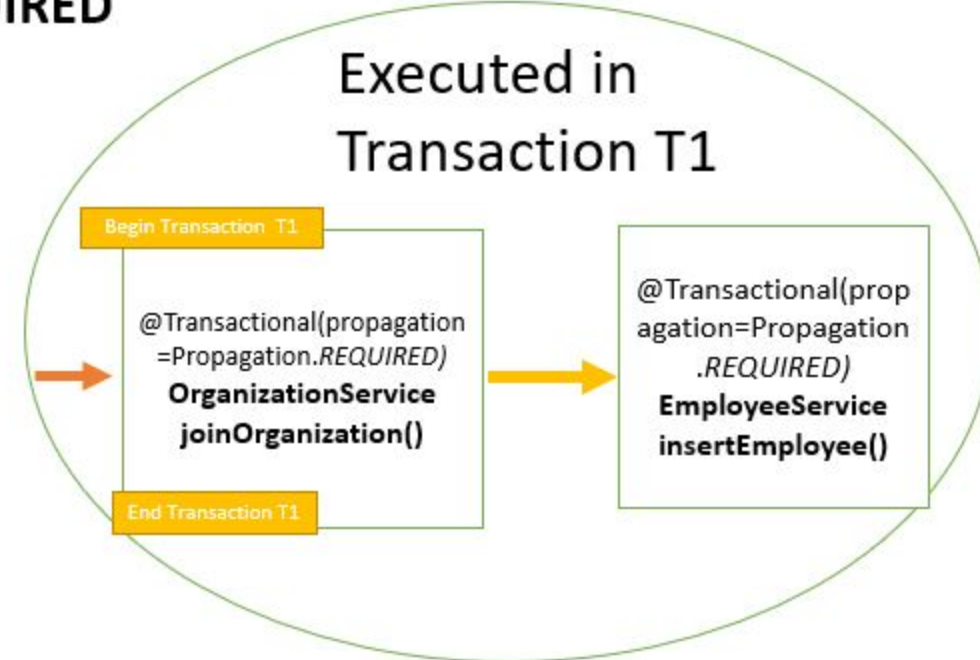 Executed in
Transaction T1
Begin Transaction T1
@Transactional(propagation
=Propagation.REQUIRED)
OrganizationService
joinOrganization()
End Transaction T1
@Transactional(prop
agation=Propagation
.REQUIRED)
EmployeeService
insertEmployee()